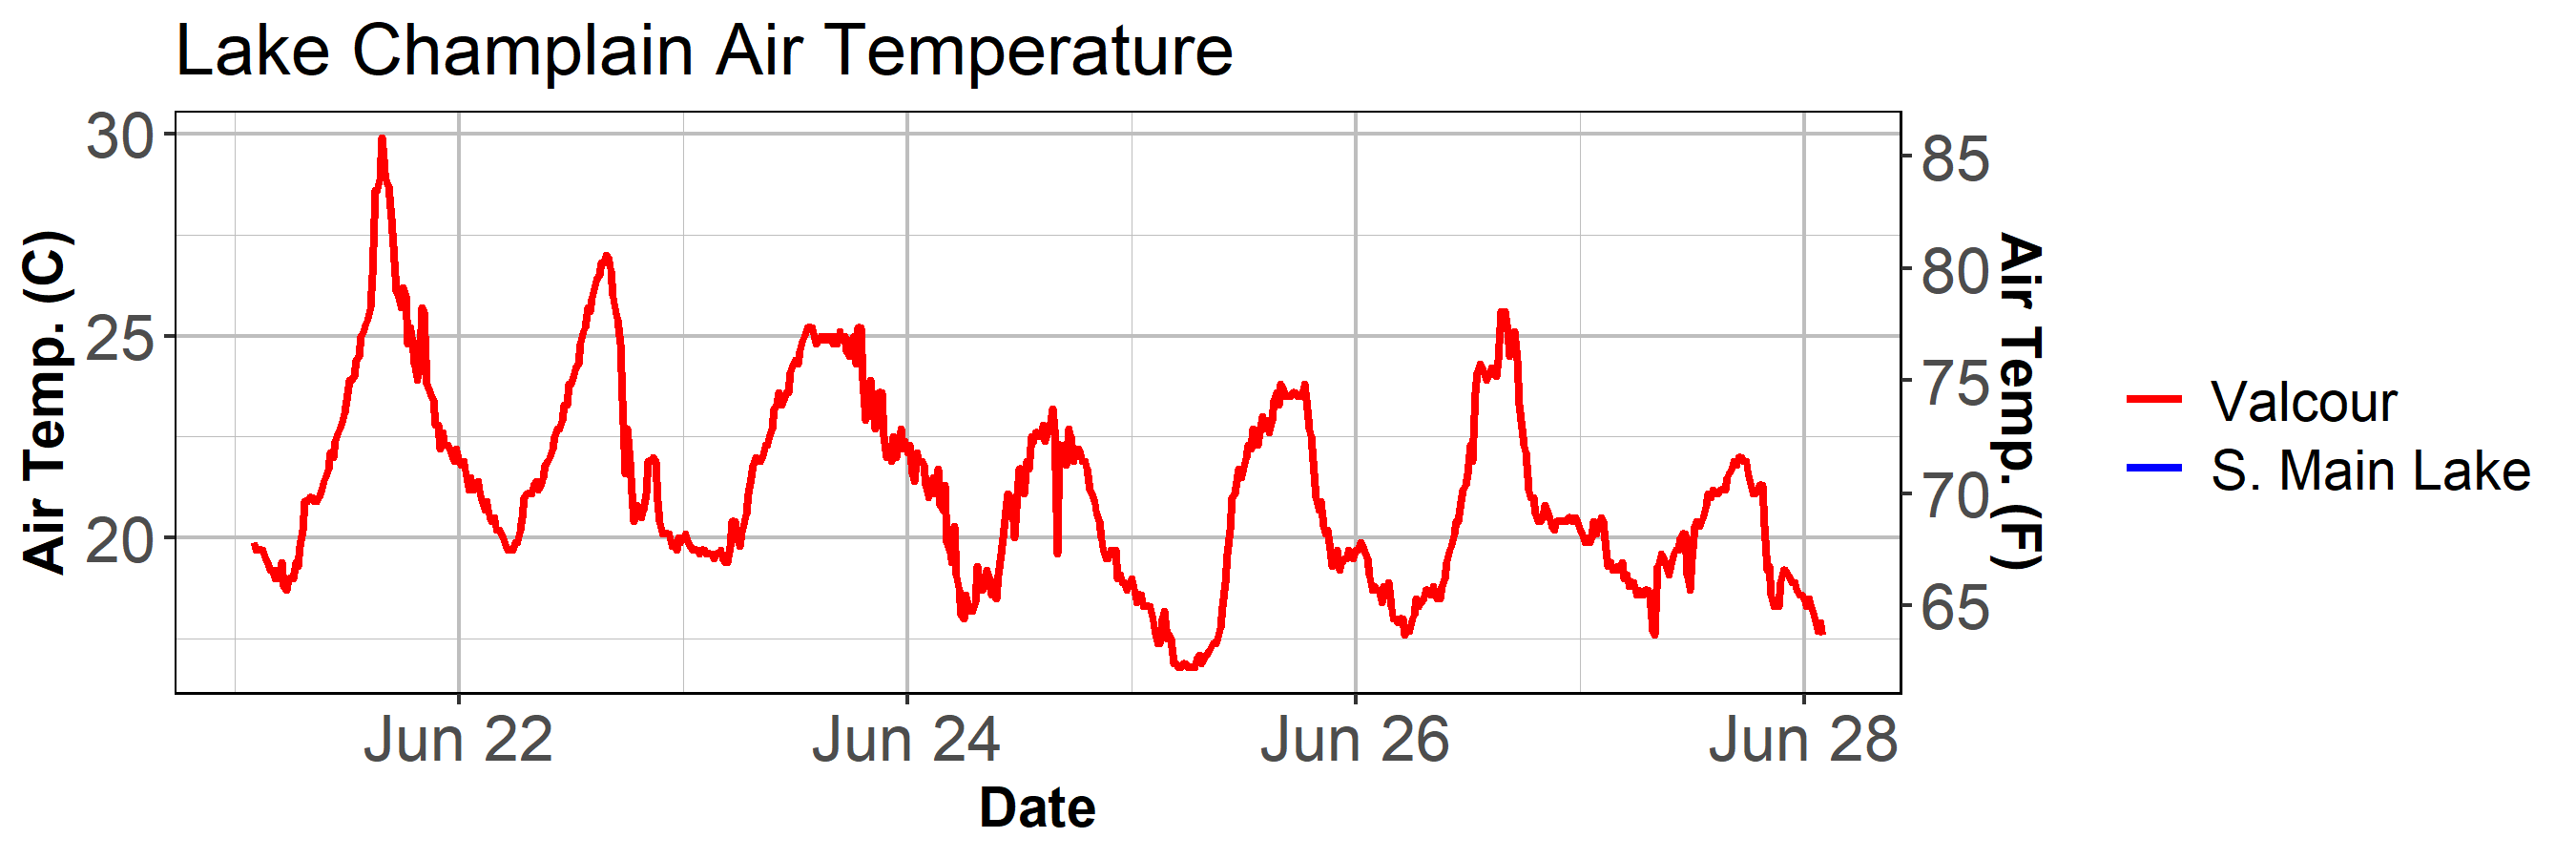 Lake Champlain Air Temperature
30
25
20
Air Temp. (C)
85
80
75
70
65
Air Temp. (F)
Jun 22 Jun 24 Jun 26 Jun 28
Date
Valcour
S. Main Lake